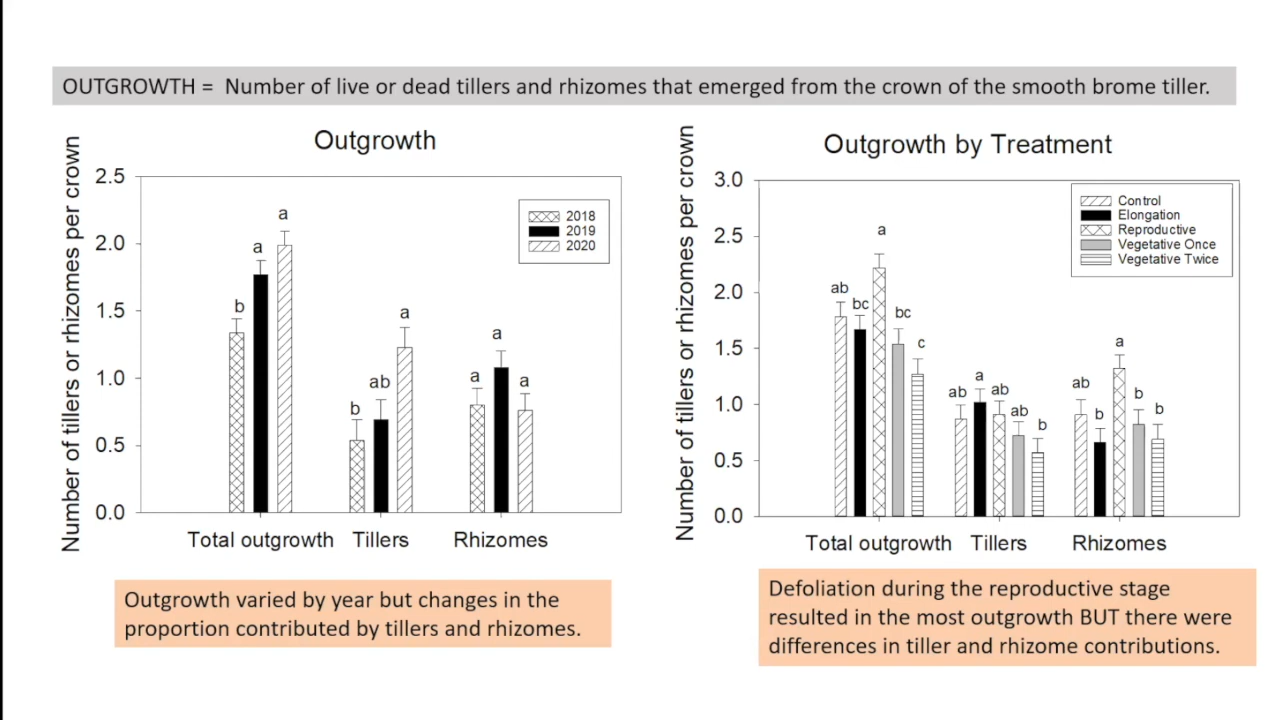 OUTGROWTH = Number of live or dead tillers and rhizomes that emerged from the crown of the smooth brome tiller.
Outgrowth
Number of tillers or rhizomes per crown
2.5
2.0
1.5
1.0
0.5
0.0
2018
2019
2020
b
a
a
b
ab
a
a
a
a
Total outgrowth
Tillers
Rhizomes
Outgrowth varied by year but changes in the
proportion contributed by tillers and rhizomes.
Outgrowth by Treatment
Number of tillers or rhizomes per crown
3.0
2.5
2.0
1.5
1.0
0.5
0.0
Control
Elongation
Reproductive
Vegetative Once
Vegetative Twice
ab
bc
a
bc
c
ab
a
ab
ab
b
ab
b
a
b
b
Total outgrowth
Tillers
Rhizomes
Defoliation during the reproductive stage
resulted in the most outgrowth BUT there were
differences in tiller and rhizome contributions.